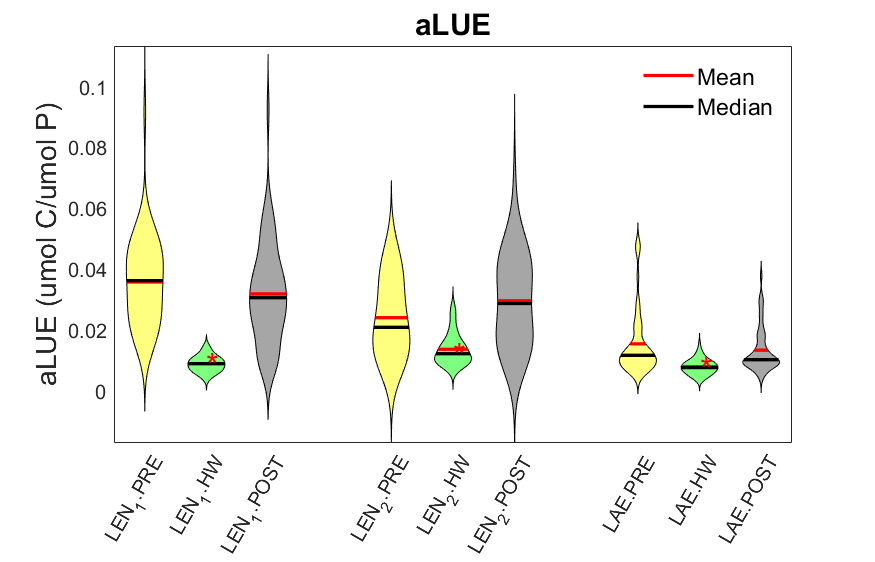 aLUE
Mean
Median
aLUE (umol C/umol P)
0.1
0.08
0.06
0.04
0.02
0
*
*
*
LEN₁.PRE
LEN₁.HW
LEN₁.POST
LEN₂.PRE
LEN₂.HW
LEN₂.POST
LAE.PRE
LAE.HW
LAE.POST